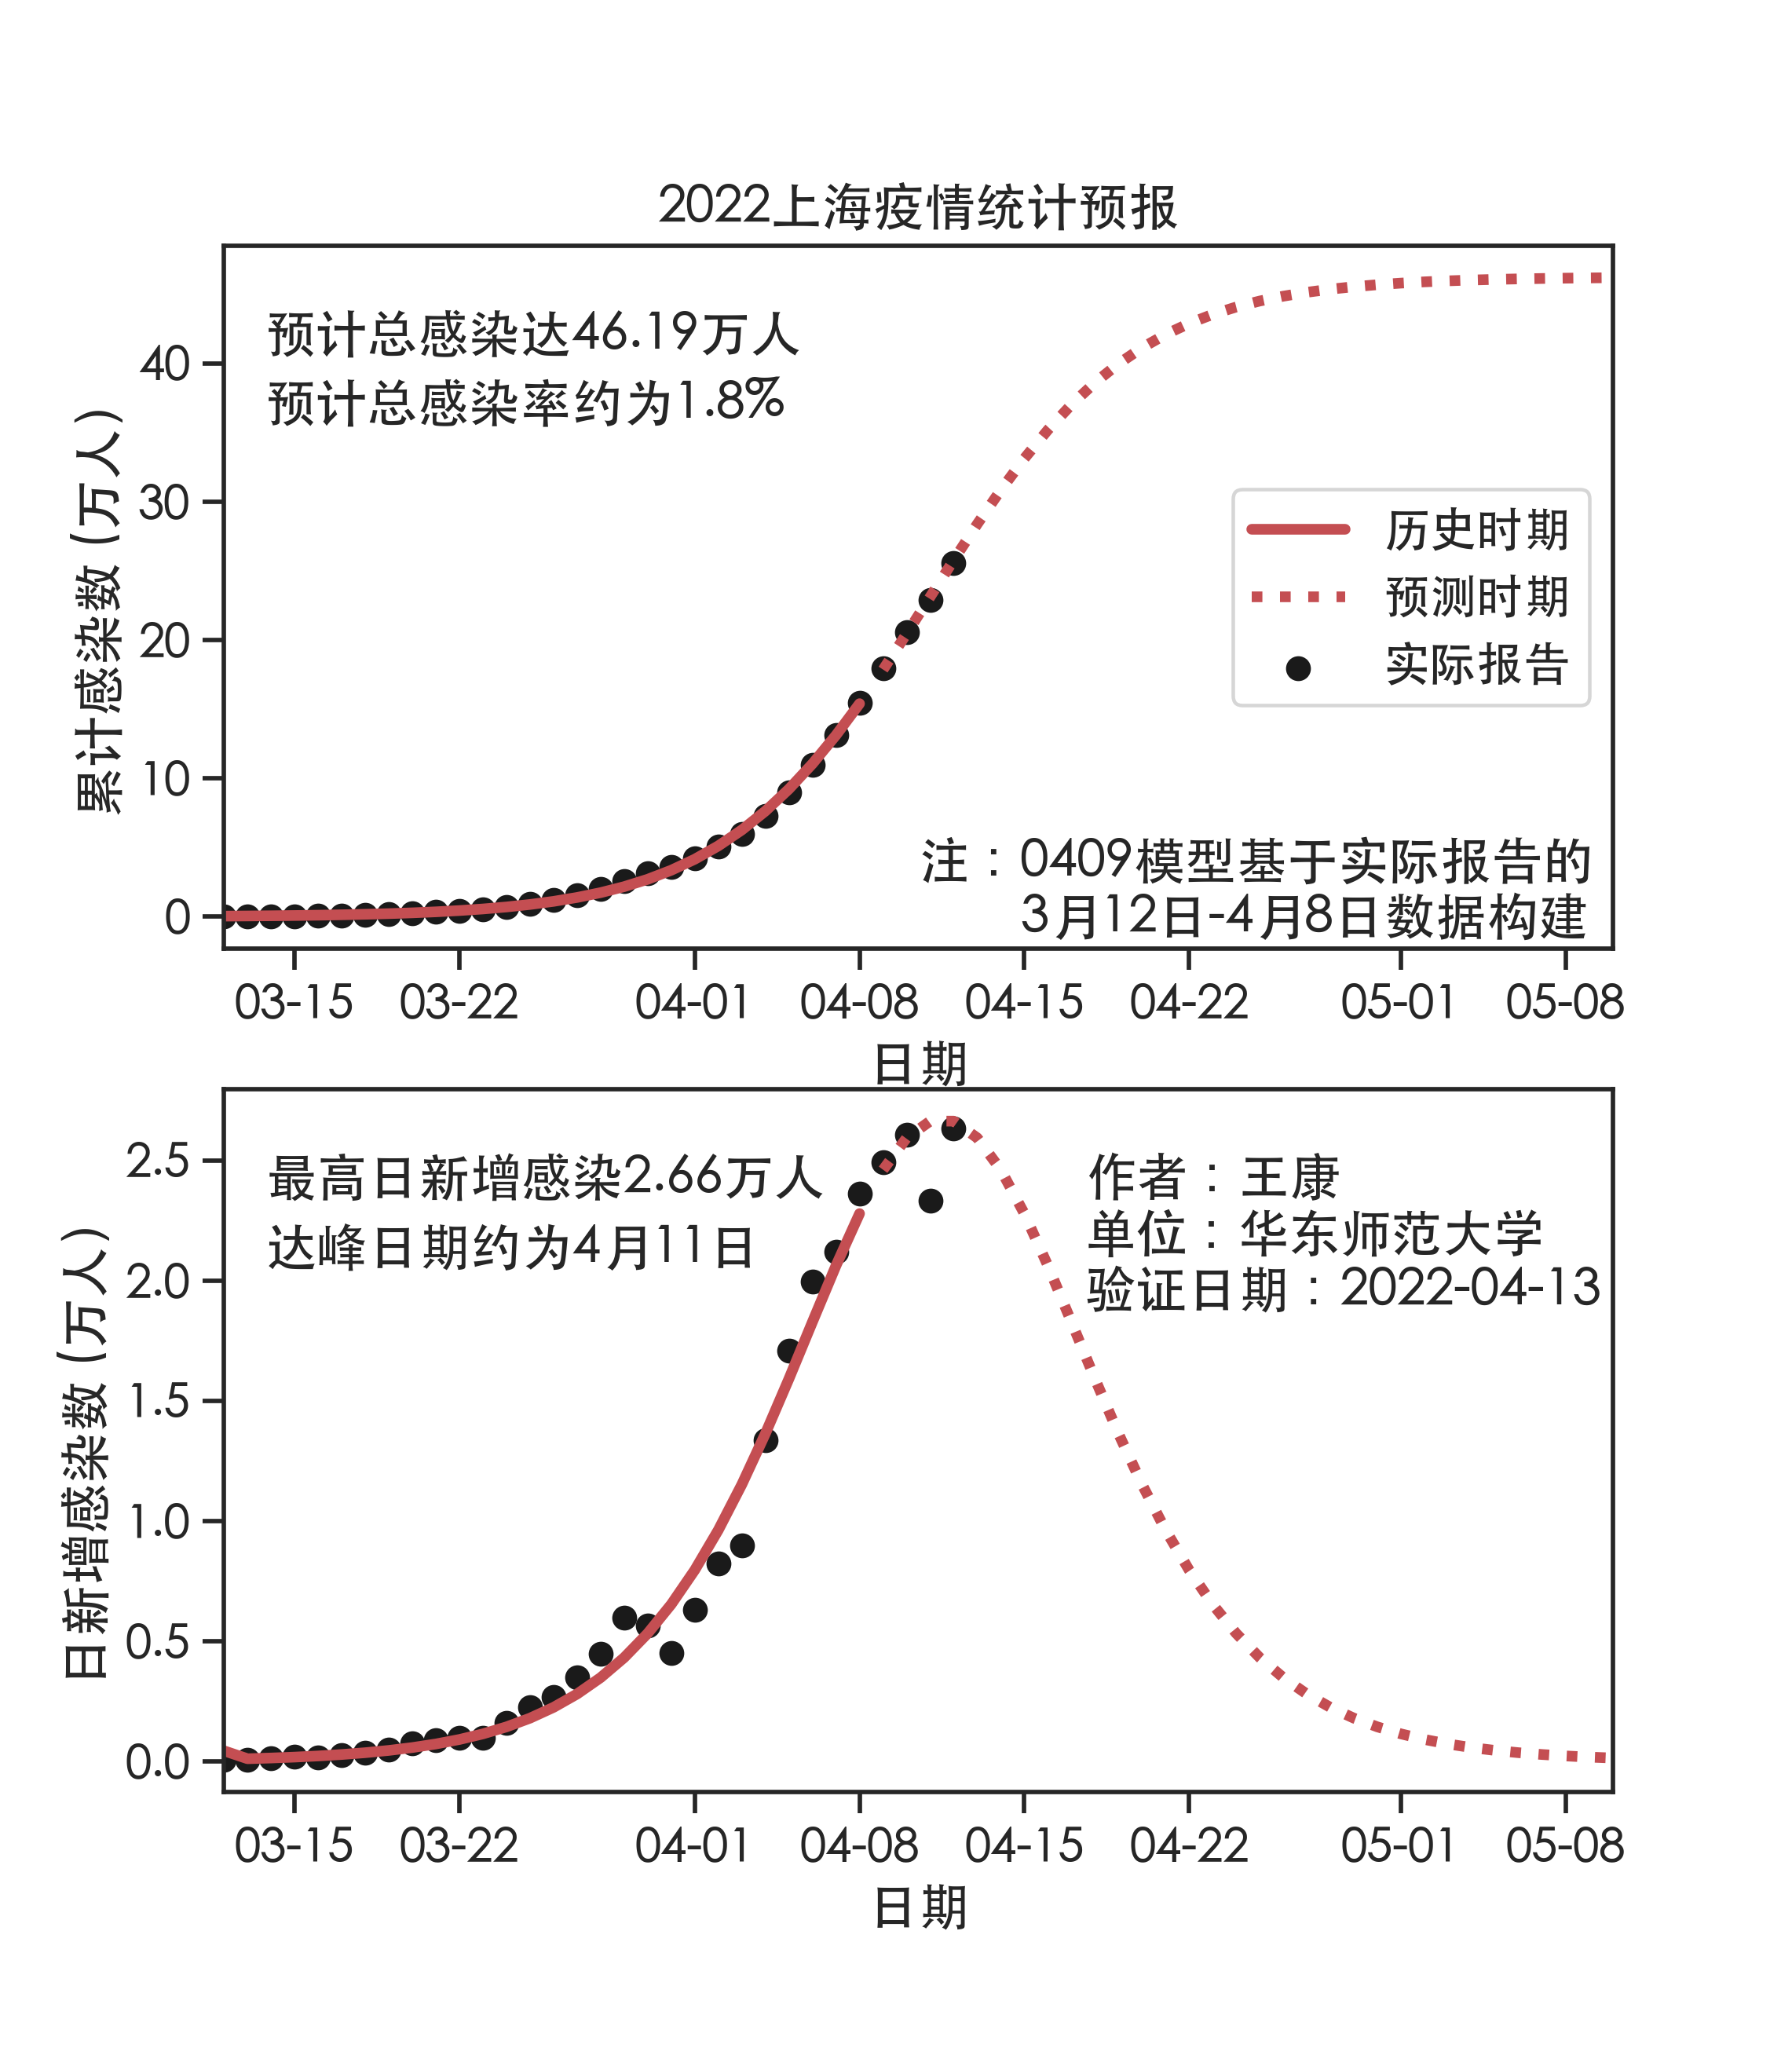 2022上海疫情统计预报
预计总感染达46.19万人
预计总感染率约为1.8%
累计感染数 (万人)
40
30
20
10
0
历史时期
预测时期
实际报告
注：0409模型基于实际报告的
3月12日-4月8日数据构建
03-15 03-22 04-01 04-08 04-15 04-22 05-01 05-08
日期
最高日新增感染2.66万人
达峰日期约为4月11日
作者：王康
单位：华东师范大学
验证日期：2022-04-13
日新增感染数 (万人)
2.5
2.0
1.5
1.0
0.5
0.0
03-15 03-22 04-01 04-08 04-15 04-22 05-01 05-08
日期